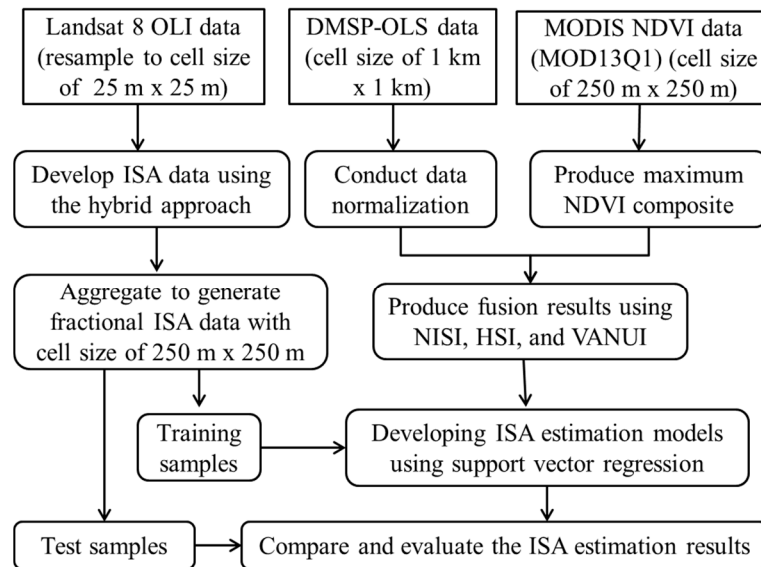 Landsat 8 OLI data
(resample to cell size
of 25 m x 25 m)
DMSP-OLS data
(cell size of 1 km
x 1 km)
MODIS NDVI data
(MOD13Q1) (cell size
of 250 m x 250 m)
Develop ISA data using
the hybrid approach
Conduct data
normalization
Produce maximum
NDVI composite
Aggregate to generate
fractional ISA data with
cell size of 250 m x 250 m
Produce fusion results using
NISI, HSI, and VANUI
Training
samples
Developing ISA estimation models
using support vector regression
Test samples
Compare and evaluate the ISA estimation results